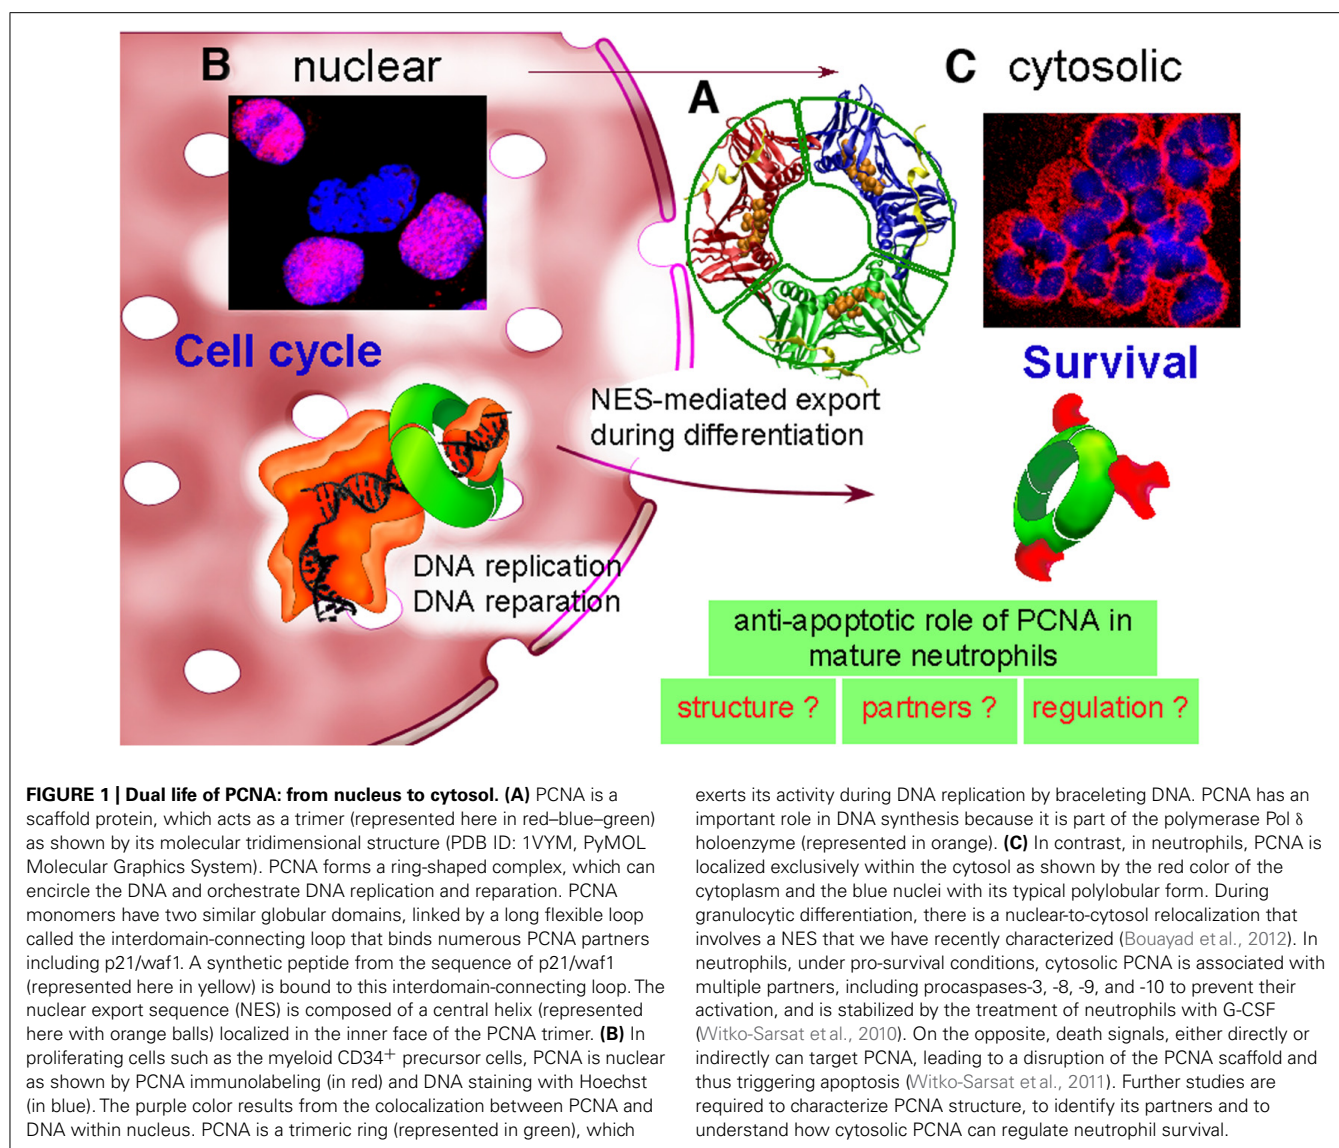 B nuclear
A
C cytosolic
Cell cycle
NES-mediated export
during differentiation
Survival
DNA replication
DNA reparation
anti-apoptotic role of PCNA in
mature neutrophils
structure ?
partners ?
regulation ?
FIGURE 1 | Dual life of PCNA: from nucleus to cytosol. (A) PCNA is a
scaffold protein, which acts as a trimer (represented here in red–blue–green)
as shown by its molecular tridimensional structure (PDB ID: 1VYM, PyMOL
Molecular Graphics System). PCNA forms a ring-shaped complex, which can
encircle the DNA and orchestrate DNA replication and reparation. PCNA
monomers have two similar globular domains, linked by a long flexible loop
called the interdomain-connecting loop that binds numerous PCNA partners
including p21/waf1. A synthetic peptide from the sequence of p21/waf1
(represented here in yellow) is bound to this interdomain-connecting loop. The
nuclear export sequence (NES) is composed of a central helix (represented
here with orange balls) localized in the inner face of the PCNA trimer. (B) In
proliferating cells such as the myeloid CD34+ precursor cells, PCNA is nuclear
as shown by PCNA immunolabeling (in red) and DNA staining with Hoechst
(in blue). The purple color results from the colocalization between PCNA and
DNA within nucleus. PCNA is a trimeric ring (represented in green), which
exerts its activity during DNA replication by braceleting DNA. PCNA has an
important role in DNA synthesis because it is part of the polymerase Pol δ
holoenzyme (represented in orange). (C) In contrast, in neutrophils, PCNA is
localized exclusively within the cytosol as shown by the red color of the
cytoplasm and the blue nuclei with its typical polylobular form. During
granulocytic differentiation, there is a nuclear-to-cytosol relocalization that
involves a NES that we have recently characterized (Bouayad et al., 2012). In
neutrophils, under pro-survival conditions, cytosolic PCNA is associated with
multiple partners, including procaspases-3, -8, -9, and -10 to prevent their
activation, and is stabilized by the treatment of neutrophils with G-CSF
(Witko-Sarsat et al., 2010). On the opposite, death signals, either directly or
indirectly can target PCNA, leading to a disruption of the PCNA scaffold and
thus triggering apoptosis (Witko-Sarsat et al., 2011). Further studies are
required to characterize PCNA structure, to identify its partners and to
understand how cytosolic PCNA can regulate neutrophil survival.